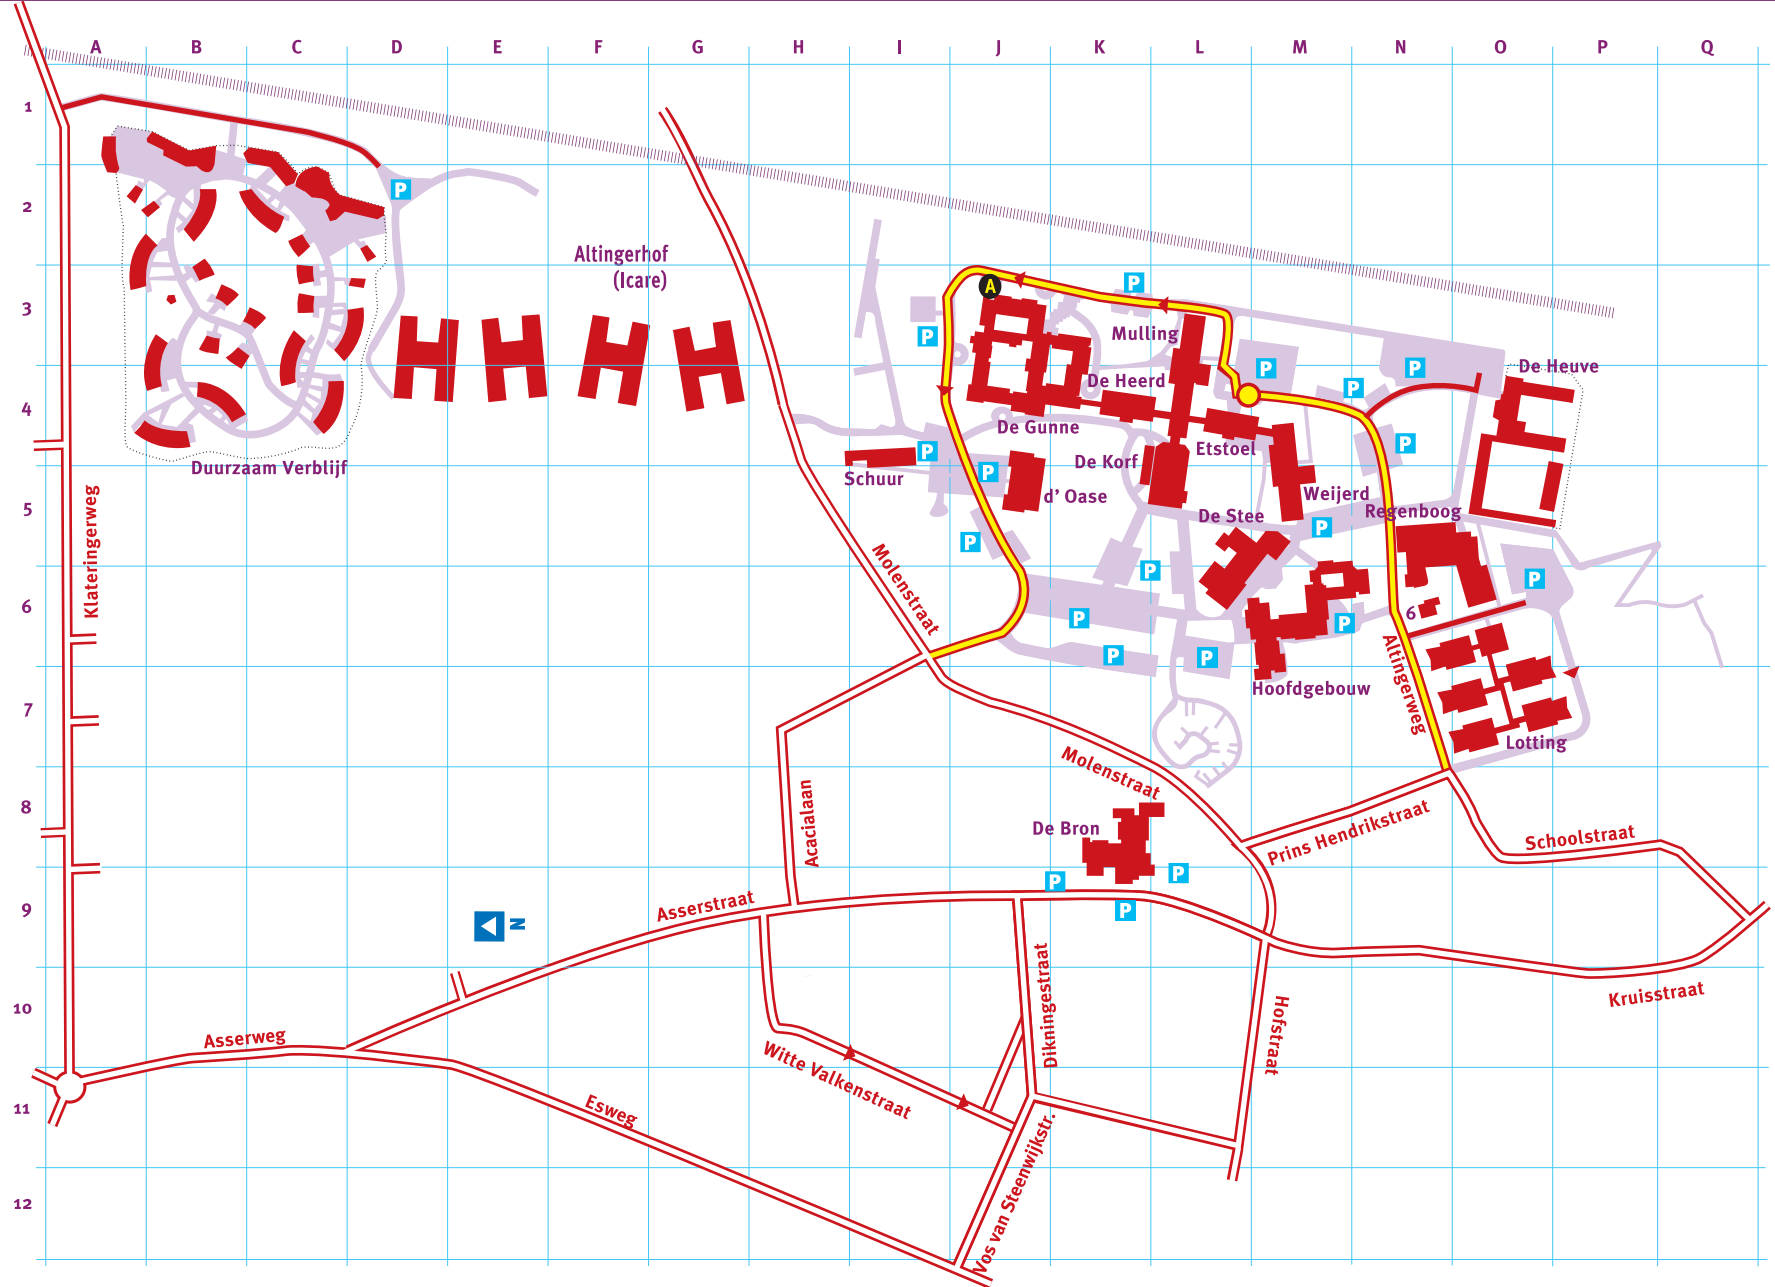 A B C D E F G H I J K L M N O P Q
1
2
3
4
5
6
7
8
9
10
11
12
P
Altingerhof
(Icare)
A
P
P
Mulling
P
P
P
De Heuve
De Heerd
De Gunne
Etstoel
P
P
De Korf
Schuur
P
d' Oase
Weijerd
Duurzaam Verblijf
Klateringerweg
De Stee
Regenboog
P
P
P
P
Molenstraat
6
P
P
P
P
Altingerweg
Hoofdgebouw
Lotting
Molenstraat
Acacialaan
De Bron
Prins Hendrikstraat
Schoolstraat
P
P
P
Asserstraat
N
Dikningestraat
Hofstraat
Kruisstraat
Asserweg
Witte Valkenstraat
Esweg
Vos van Steenwijkstr.